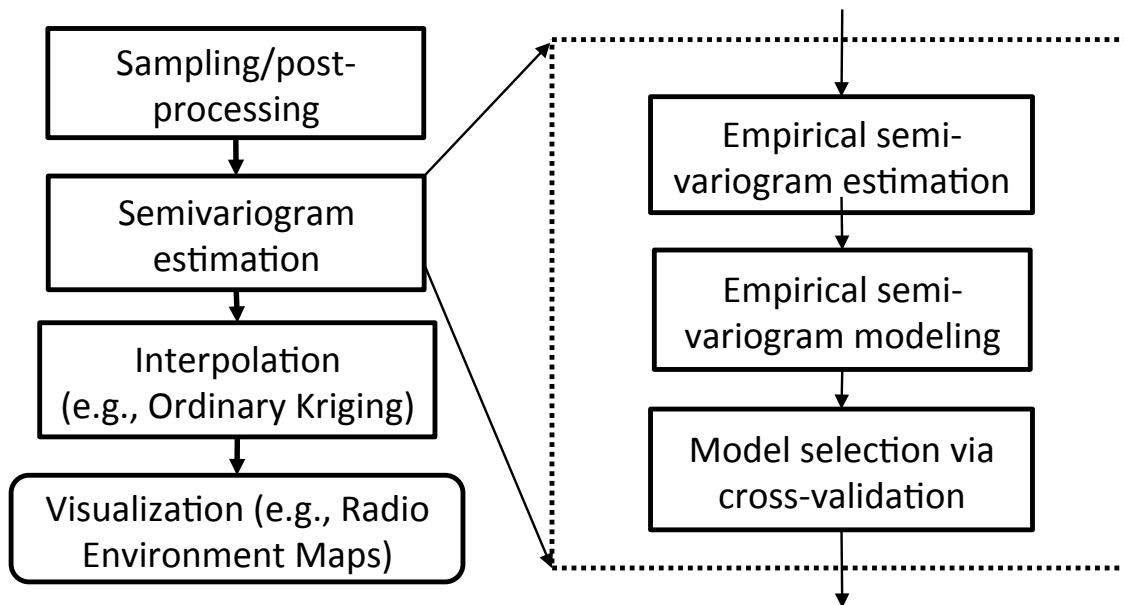 Sampling/post-
processing
Semivariogram
estimation
Interpolation
(e.g., Ordinary Kriging)
Visualization (e.g., Radio
Environment Maps)
Empirical semi-
variogram estimation
Empirical semi-
variogram modeling
Model selection via
cross-validation